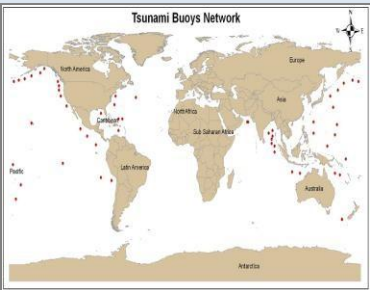 Tsunami Buoys Network
N
North America
Europe
Asia
Caribbean
North Africa
Sub Saharan Africa
Pacific
Latin America
Australia
Antarctica